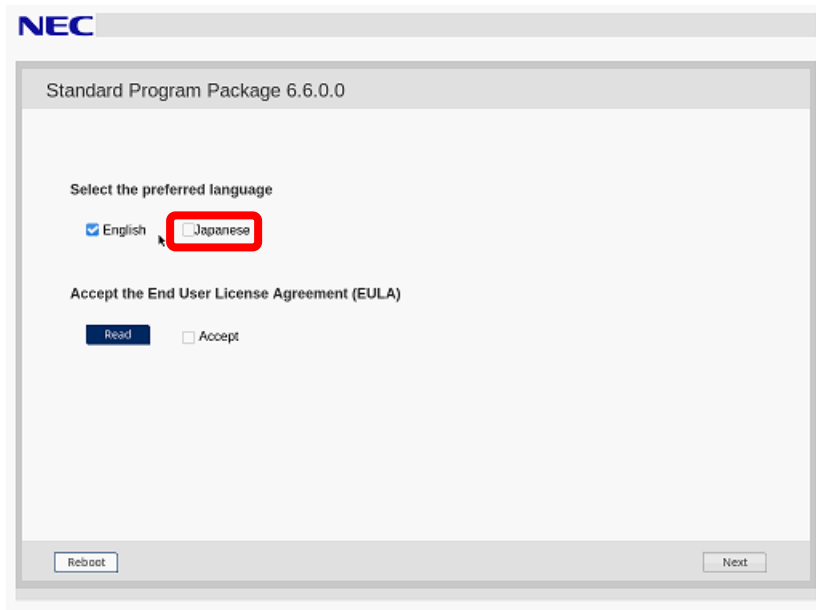 NEC
Standard Program Package 6.6.0.0
Select the preferred language
English Japanese
Accept the End User License Agreement (EULA)
Read Accept
Reboot Next